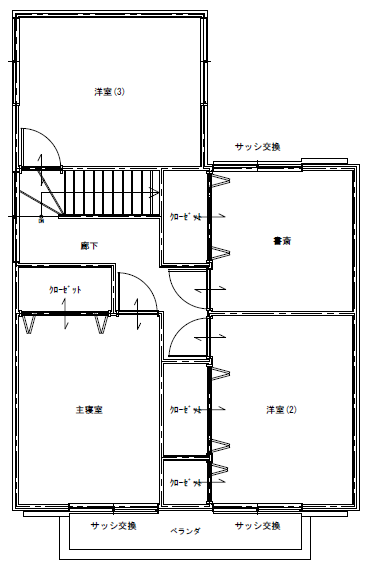 洋室(3)
サッシ交換
ｸﾛｰｾﾞｯﾄ
書斎
廊下
ｸﾛｰｾﾞｯﾄ
主寝室
ｸﾛｰｾﾞｯﾄ
洋室(2)
ｸﾛｰｾﾞｯﾄ
サッシ交換
ベランダ
サッシ交換